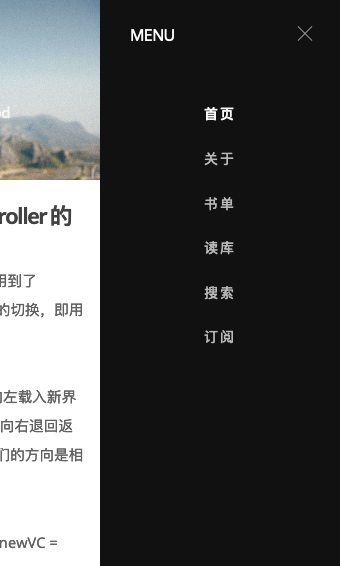 MENU
首页
关于
书单
读库
搜索
订阅
od
roller 的
用到了
的切换，即用
向左载入新界
向右退回返
们的方向是相
newVC =